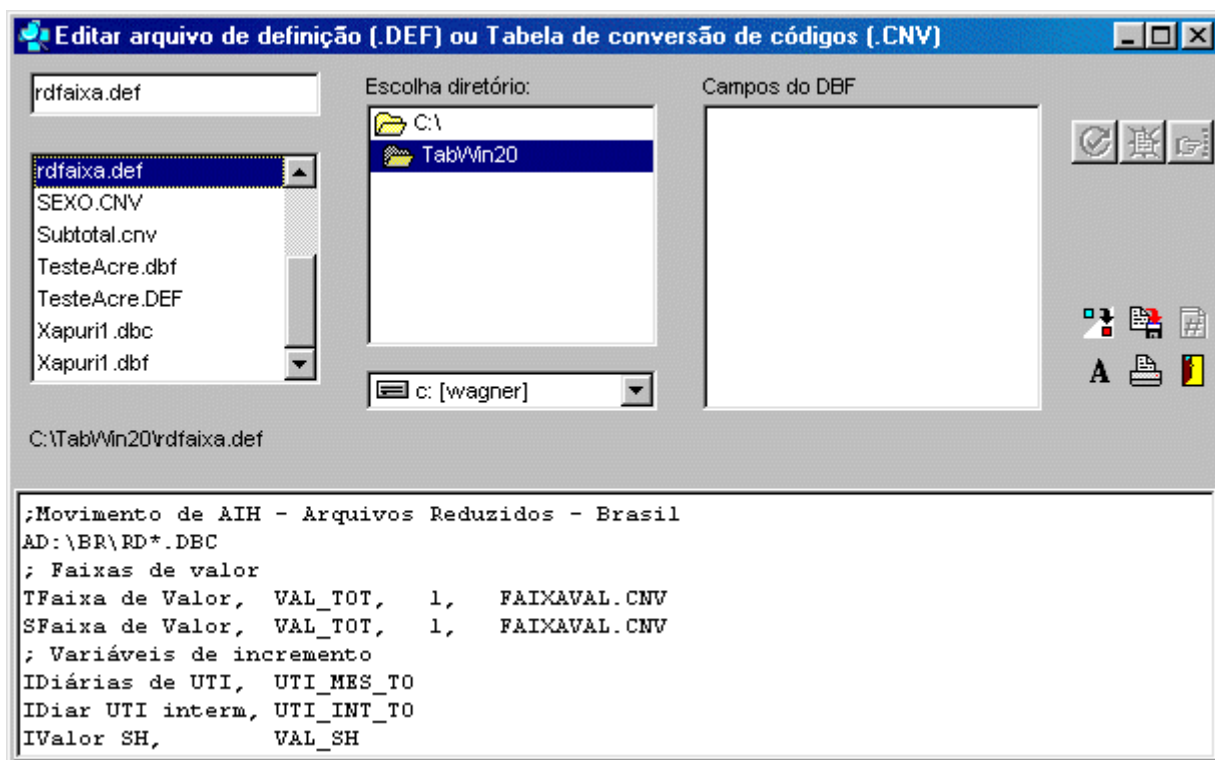 Editar arquivo de definição (.DEF) ou Tabela de conversão de códigos (.CNV)
rdfaixa.def
Escolha diretório:
Campos do DBF
C:\
TabWin20
rdfaixa.def
SEXO.CNV
Subtotal.cnv
TesteAcre.dbf
TesteAcre.DEF
Xapuri1.dbc
Xapuri1.dbf
c: [wagner]
A
C:\TabWin20\rdfaixa.def
;Movimento de AIH - Arquivos Reduzidos - Brasil
AD:\BR\RD*.DBC
; Faixas de valor
TFaixa de Valor, VAL_TOT, 1, FAIXAVAL.CNV
SFaixa de Valor, VAL_TOT, 1, FAIXAVAL.CNV
; Variáveis de incremento
IDiárias de UTI, UTI_MES_TO
IDiar UTI interm, UTI_INT_TO
IValor SH, VAL_SH